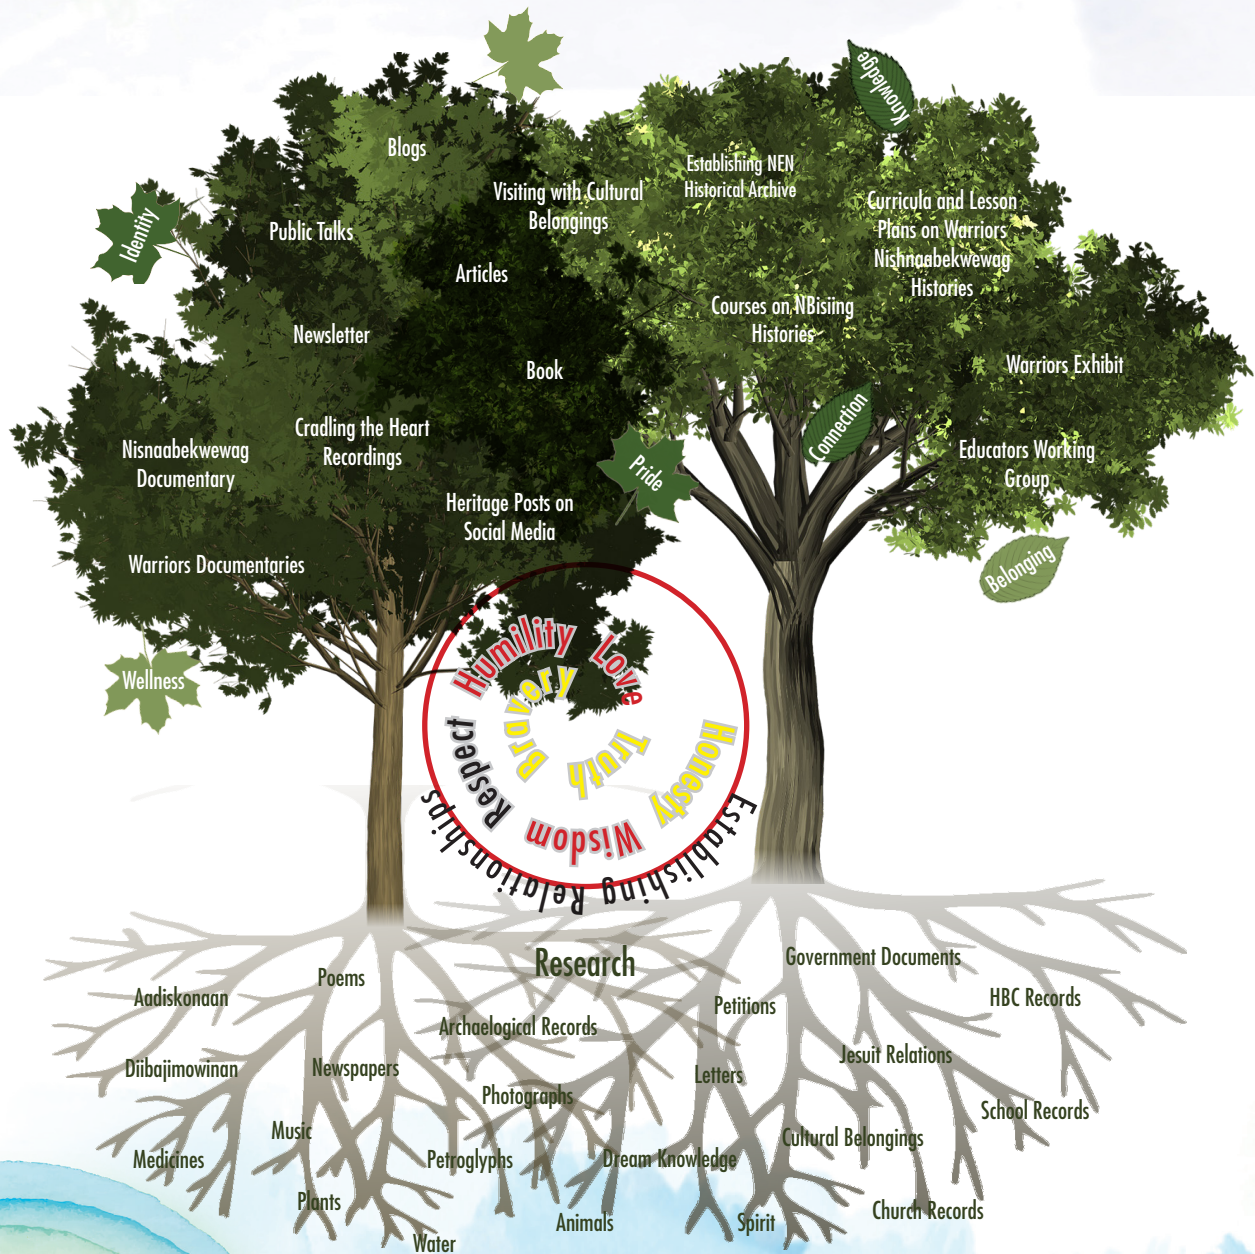 Knowledge
Blogs
Establishing NEN
Historical Archive
Visiting with Cultural
Belongings
Curricula and Lesson
Plans on Warriors
Nishnaabekwewag
Histories
Identity
Public Talks
Articles
Courses on NBisiing
Histories
Newsletter
Book
Warriors Exhibit
Connection
Cradling the Heart
Recordings
Nisnaabekwewag
Documentary
Pride
Educators Working
Group
Heritage Posts on
Social Media
Warriors Documentaries
Belonging
Wellness
Humility
Love
Bravery
Respect
Truth
Honesty
Wisdom
Establishing Relationships
Research
Government Documents
Poems
Aadiskonaan
Petitions
HBC Records
Archaelogical Records
Jesuit Relations
Diibajimowinan
Newspapers
Letters
Photographs
School Records
Music
Cultural Belongings
Medicines
Petroglyphs
Dream Knowledge
Plants
Church Records
Animals
Spirit
Water